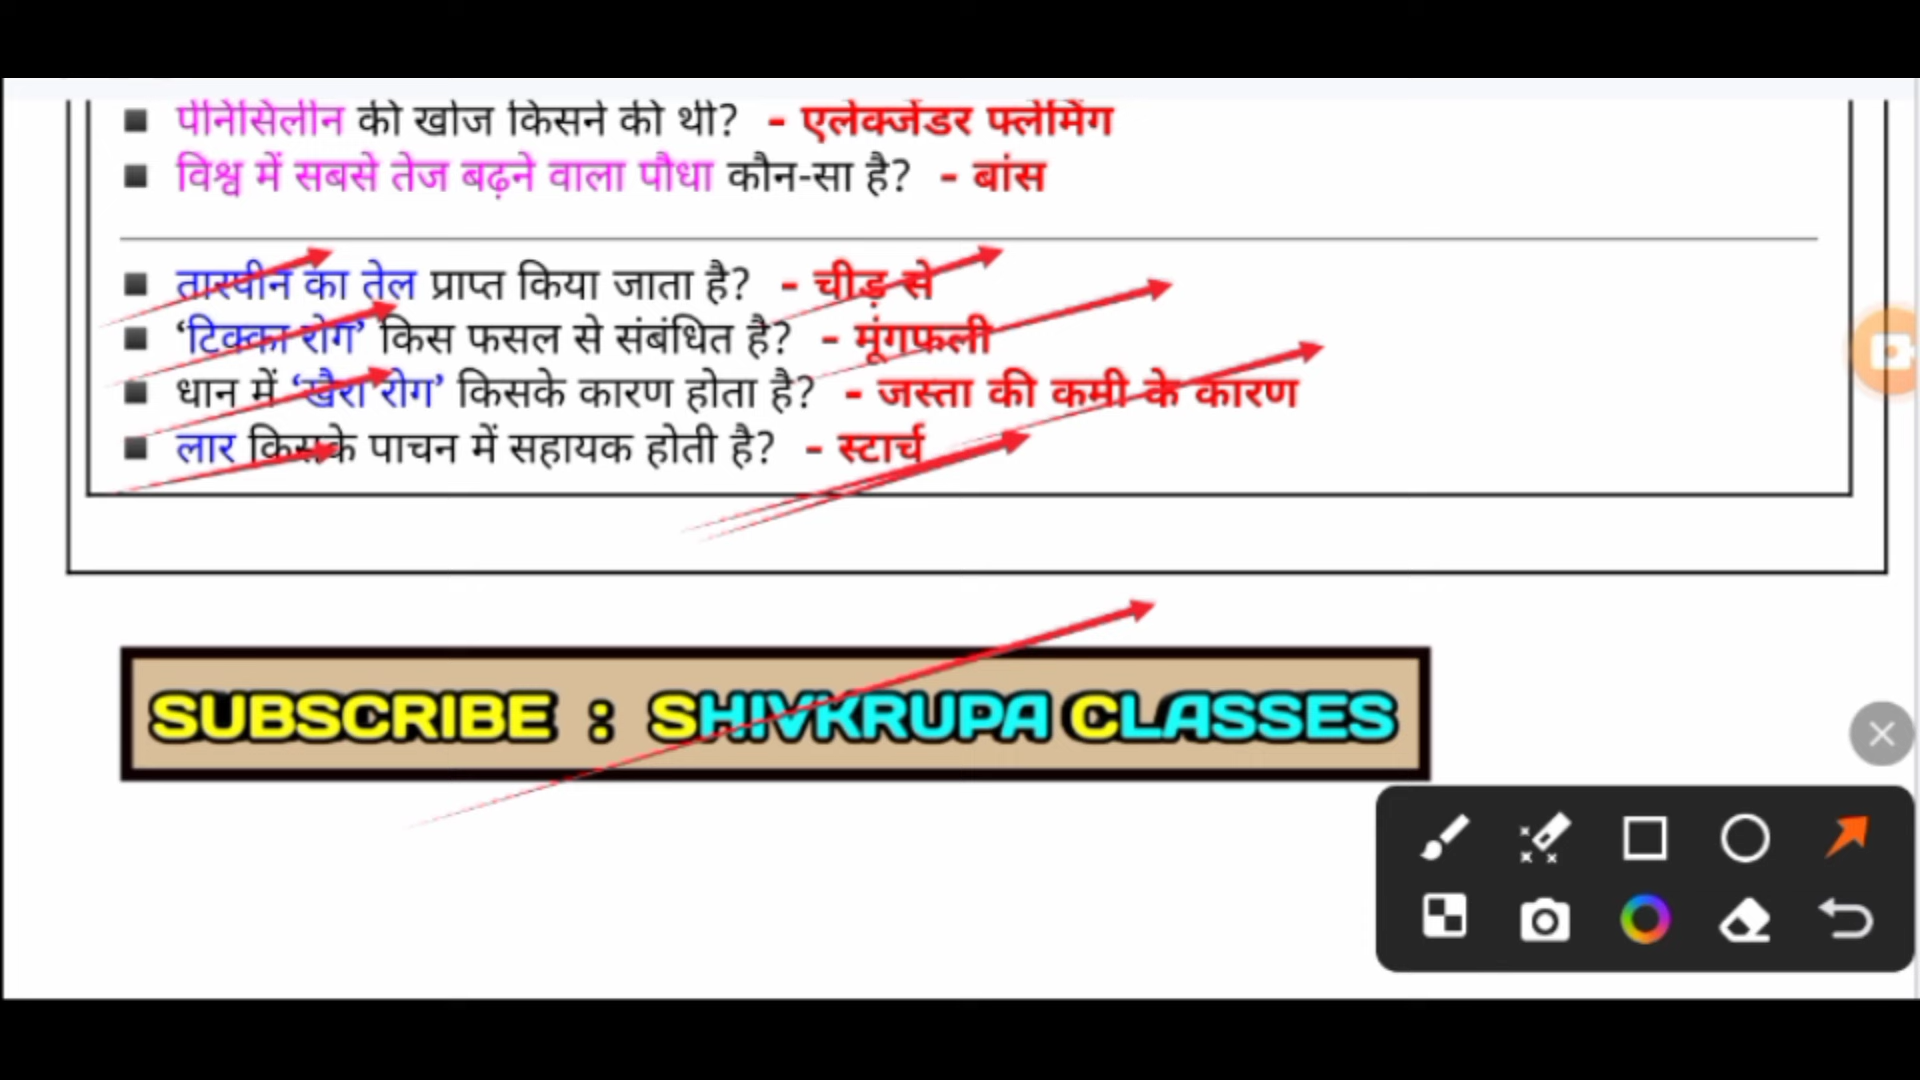 ▪ पेनिसिलीन की खोज किसने की थी? - एलेक्जेंडर फ्लेमिंग
▪ विश्व में सबसे तेज बढ़ने वाला पौधा कौन-सा है? - बांस
▪ तारपीन का तेल प्राप्त किया जाता है? - चीड़ से
▪ ‘टिक्का रोग’ किस फसल से संबंधित है? - मूंगफली
▪ धान में ‘खैरा रोग’ किसके कारण होता है? - जस्ता की कमी के कारण
▪ लार किसके पाचन में सहायक होती है? - स्टार्च
SUBSCRIBE : SHIVKRUPA CLASSES